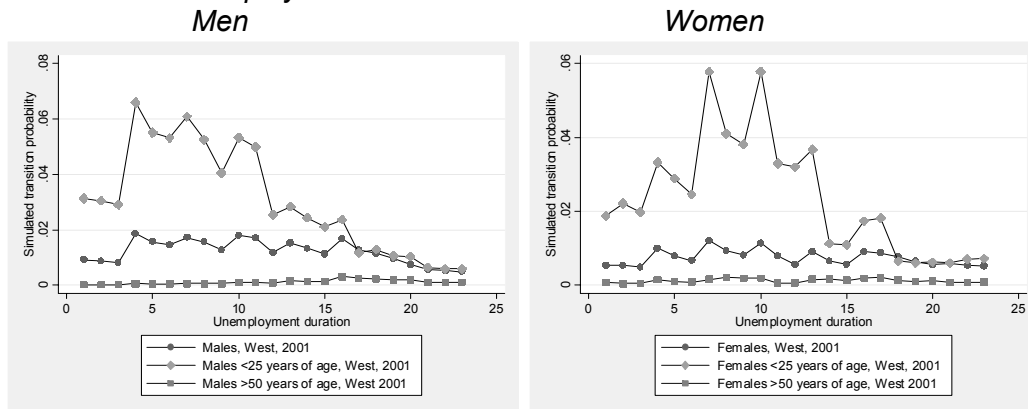 Men
Women
.08
.06
.04
.02
0
Simulated transition probability
0 5 10 15 20 25
Unemployment duration
Males, West, 2001
Males <25 years of age, West, 2001
Males >50 years of age, West 2001
.06
.04
.02
0
Simulated transition probability
0 5 10 15 20 25
Unemployment duration
Females, West, 2001
Females <25 years of age, West, 2001
Females >50 years of age, West 2001